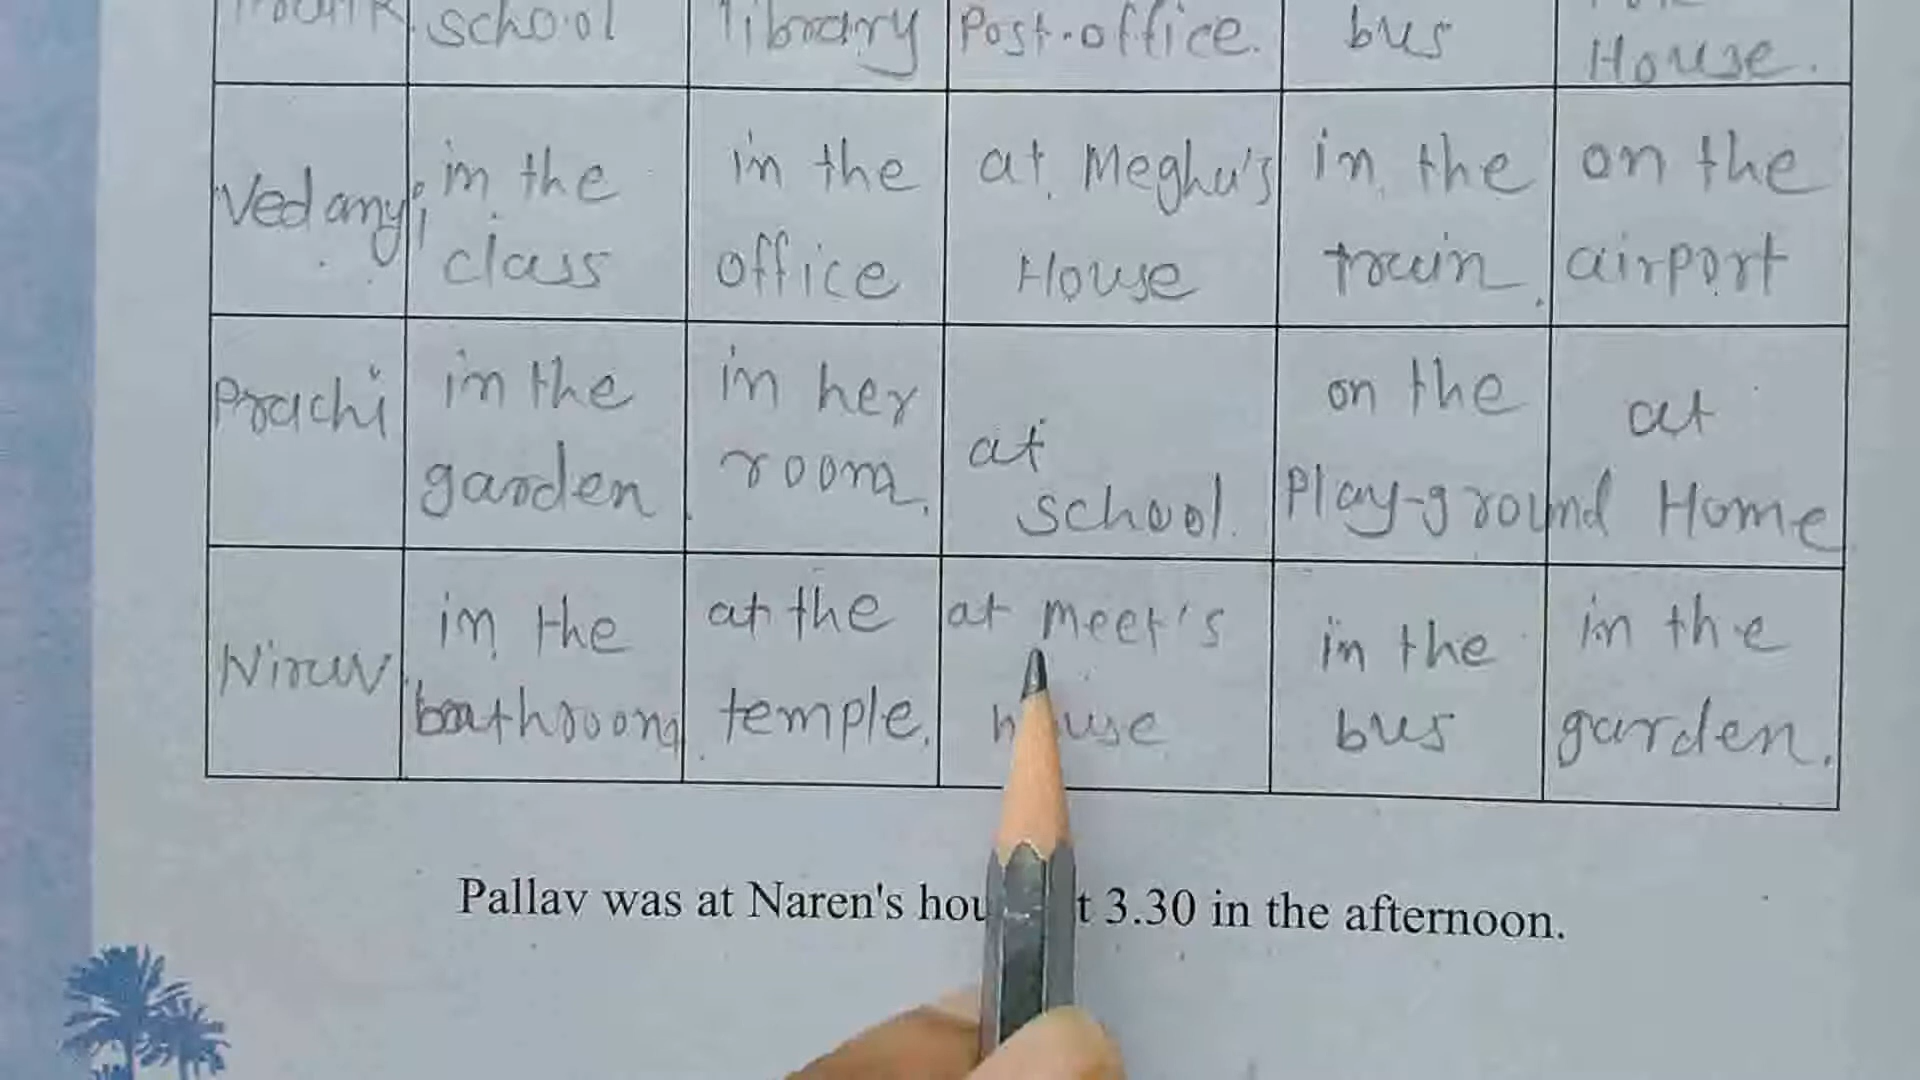 school library Post-office. bus House.
Vedanyi in the class in the office at Meghu's House in the train. on the airport
Prachi in the garden in her room. at school. on the Play-ground at Home
Nirav in the bathroom at the temple. at meet's house in the bus in the garden.
Pallav was at Naren's 3.30 in the afternoon.